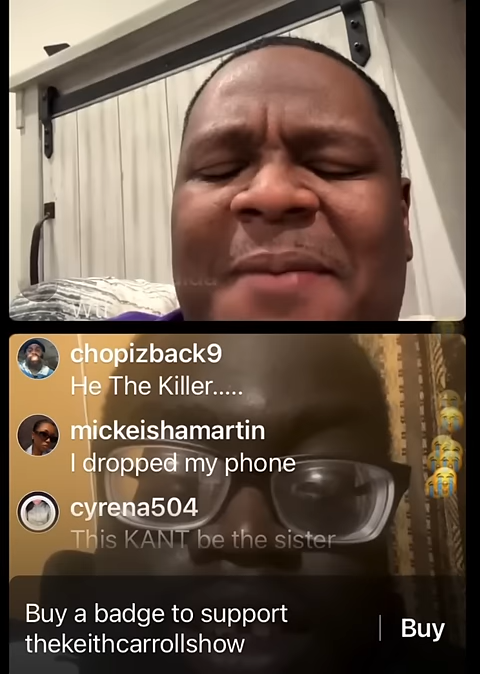 chopizback9
He The Killer.....
mickeishamartin
I dropped my phone
cyrena504
This KANT be the sister
Buy a badge to support
thekeithcarrollshow
Buy